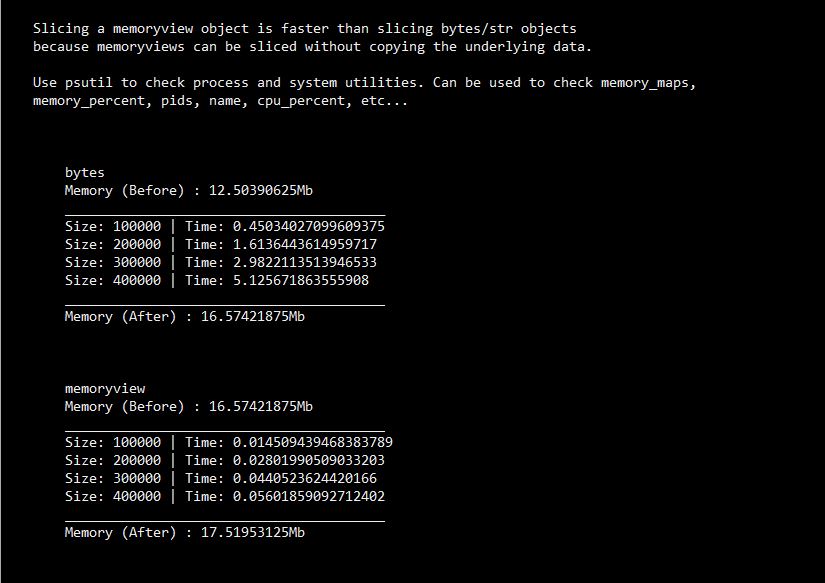 Slicing a memoryview object is faster than slicing bytes/str objects
because memoryviews can be sliced without copying the underlying data.
Use psutil to check process and system utilities. Can be used to check memory_maps,
memory_percent, pids, name, cpu_percent, etc...
bytes
Memory (Before) : 12.50390625Mb
________________________________________
Size: 100000 | Time: 0.45034027099609375
Size: 200000 | Time: 1.6136443614959717
Size: 300000 | Time: 2.9822113513946533
Size: 400000 | Time: 5.125671863555908
________________________________________
Memory (After) : 16.57421875Mb
memoryview
Memory (Before) : 16.57421875Mb
________________________________________
Size: 100000 | Time: 0.014509439468383789
Size: 200000 | Time: 0.02801990509033203
Size: 300000 | Time: 0.0440523624420166
Size: 400000 | Time: 0.05601859092712402
________________________________________
Memory (After) : 17.51953125Mb